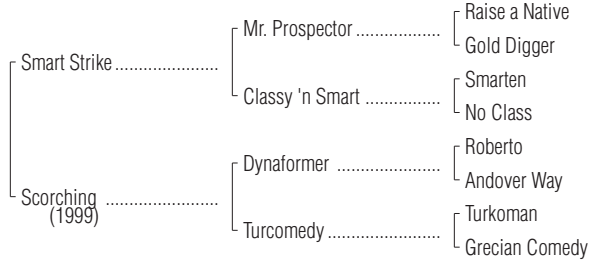 Raise a Native
Mr. Prospector ..................
Gold Digger
Smart Strike ......................
Smarten
Classy 'n Smart ................
No Class
Roberto
Dynaformer ......................
Andover Way
Scorching ........................
(1999)
Turkoman
Turcomedy ........................
Grecian Comedy